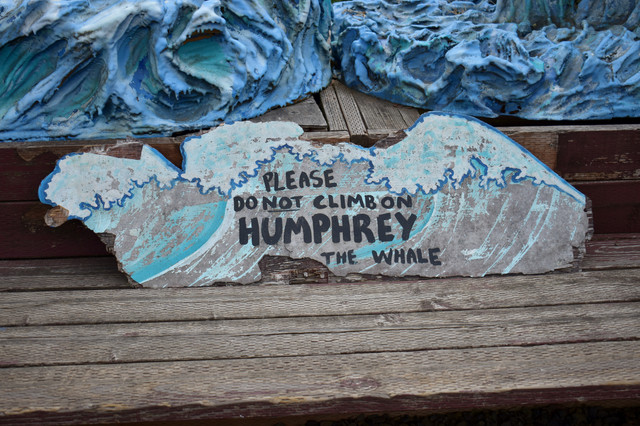 PLEASE
DO NOT CLIMB ON
HUMPHREY
THE WHALE